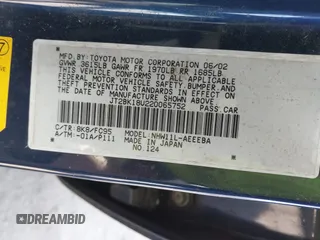 7
MFD. BY: TOYOTA MOTOR CORPORATION 06/02
GVWR 3615LB GAWR FR 1970LB RR 1685LB
THIS VEHICLE CONFORMS TO ALL APPLICABLE
FEDERAL MOTOR VEHICLE SAFETY, BUMPER, AND
THEFT PREVENTION STANDARDS IN EFFECT ON
THE DATE OF MANUFACTURE SHOWN ABOVE.
JT2BK18U220065752 PASS. CAR
C/TR: 8K8/FC95 MODEL: NHW11L-AEEEBA
A/TM: -01A/P111 MADE IN JAPAN
NO.124
DREAMBID